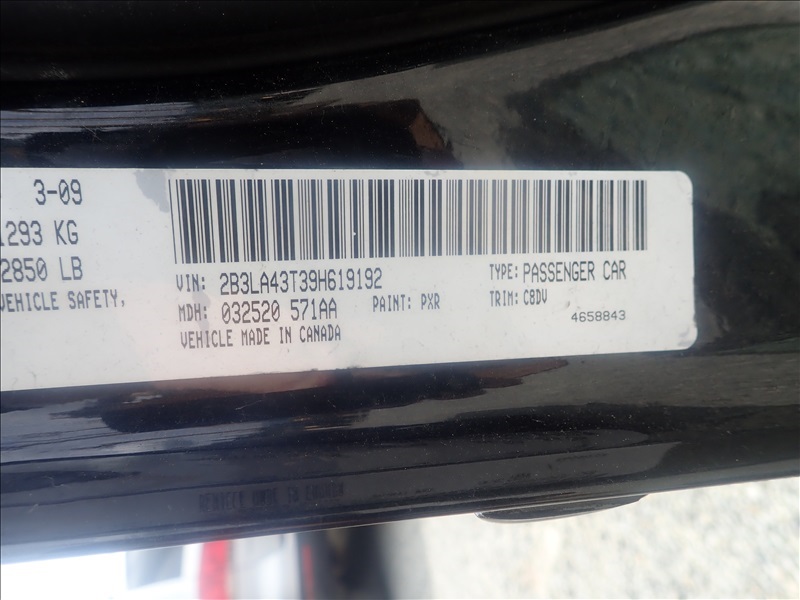 3-09
1293 KG
2850 LB
VEHICLE SAFETY,
VIN: 2B3LA43T39H619192
TYPE: PASSENGER CAR
MDH: 032520 571AA
PAINT: PXR
TRIM: C8DV
VEHICLE MADE IN CANADA
4658843